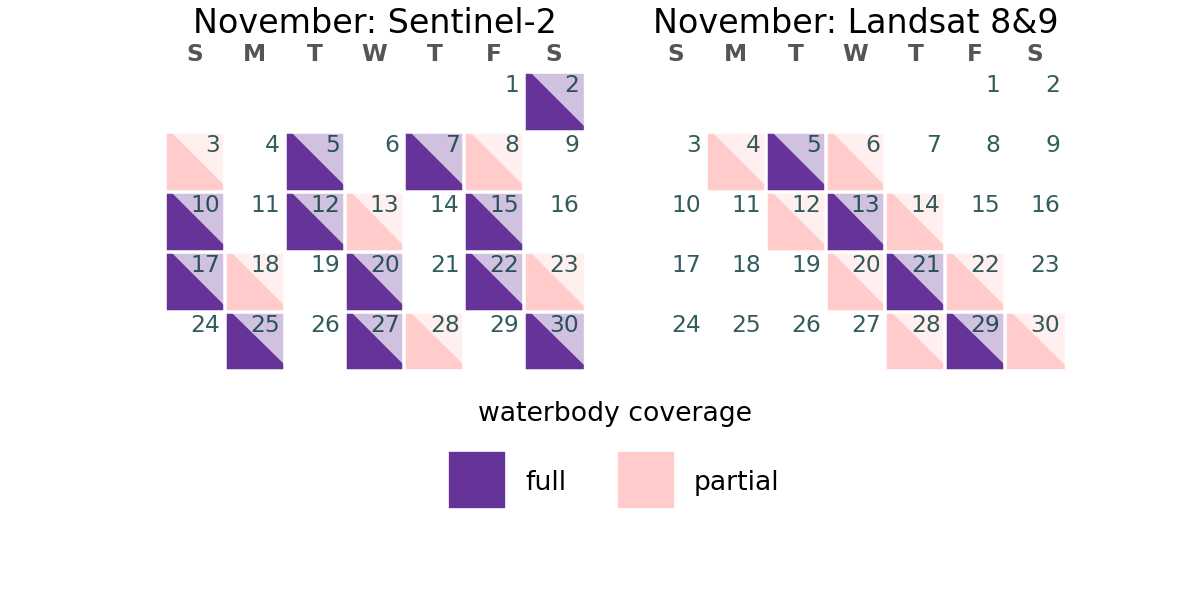 November: Sentinel-2
S M T W T F S
1 2
3 4 5 6 7 8 9
10 11 12 13 14 15 16
17 18 19 20 21 22 23
24 25 26 27 28 29 30
November: Landsat 8&9
S M T W T F S
1 2
3 4 5 6 7 8 9
10 11 12 13 14 15 16
17 18 19 20 21 22 23
24 25 26 27 28 29 30
waterbody coverage
full
partial